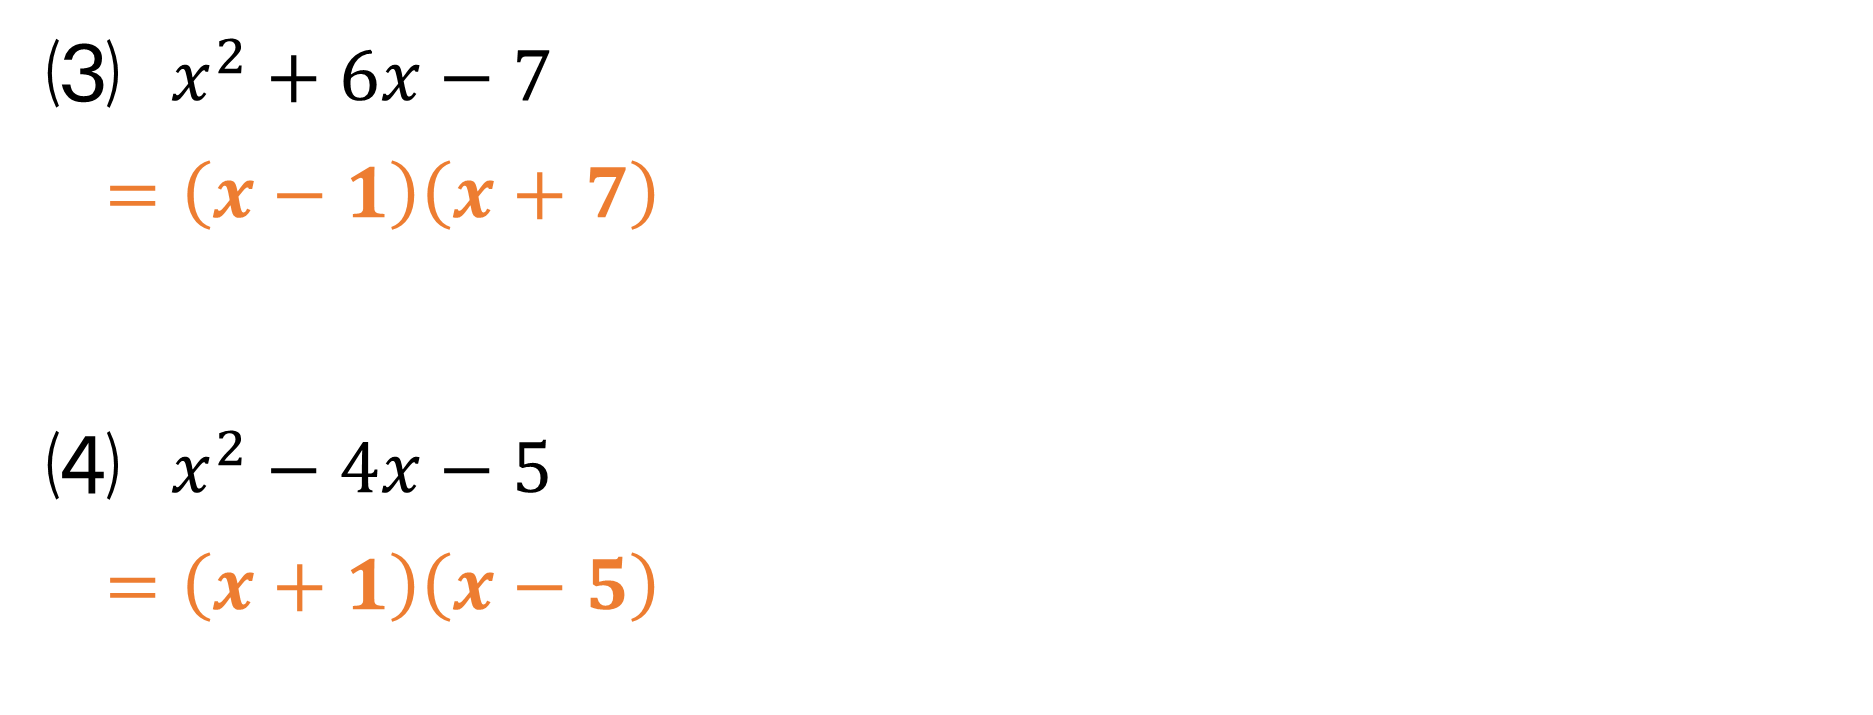 (3) x² + 6x − 7
= (x − 1)(x + 7)
(4) x² − 4x − 5
= (x + 1)(x − 5)